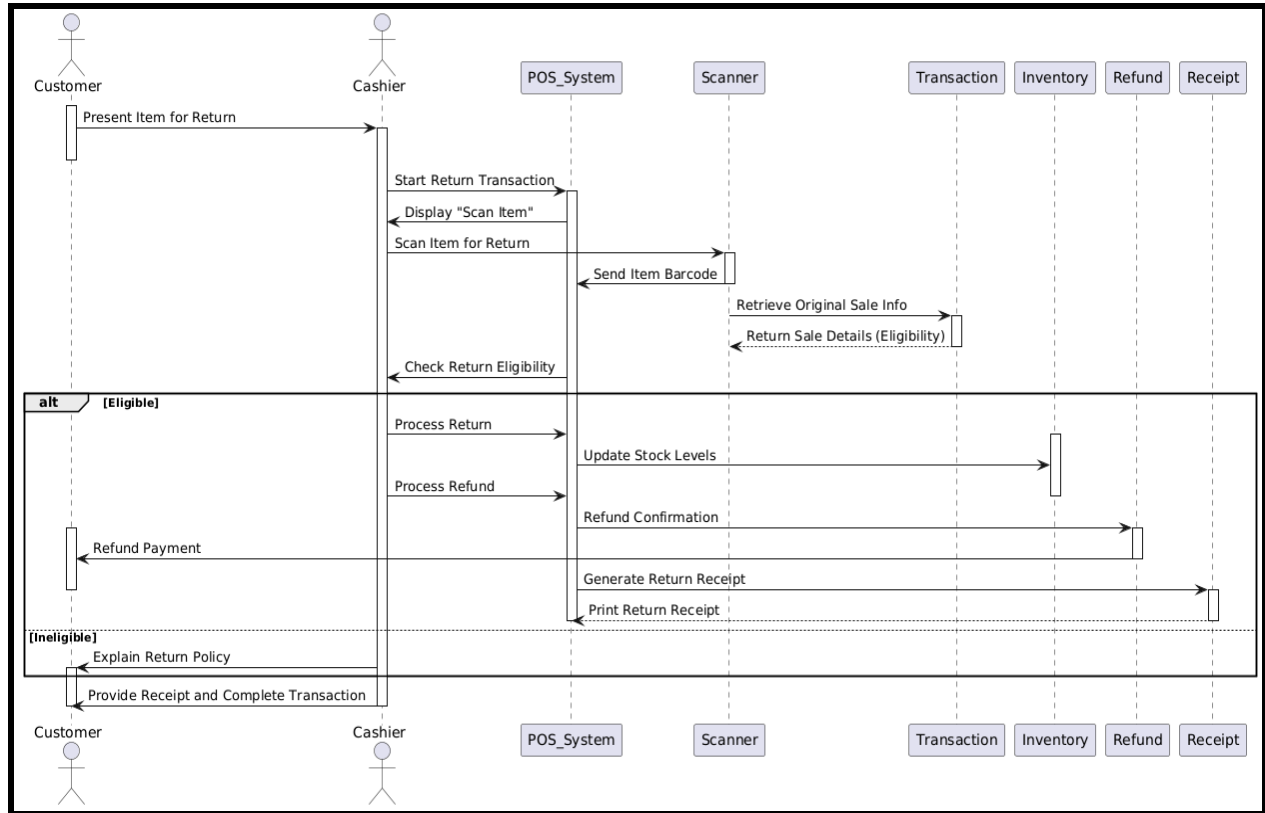 Customer
Cashier
POS_System
Scanner
Transaction
Inventory
Refund
Receipt
Present Item for Return
Start Return Transaction
Display "Scan Item"
Scan Item for Return
Send Item Barcode
Retrieve Original Sale Info
Return Sale Details (Eligibility)
Check Return Eligibility
alt
[Eligible]
Process Return
Update Stock Levels
Process Refund
Refund Confirmation
Refund Payment
Generate Return Receipt
Print Return Receipt
[Ineligible]
Explain Return Policy
Provide Receipt and Complete Transaction
Customer
Cashier
POS_System
Scanner
Transaction
Inventory
Refund
Receipt